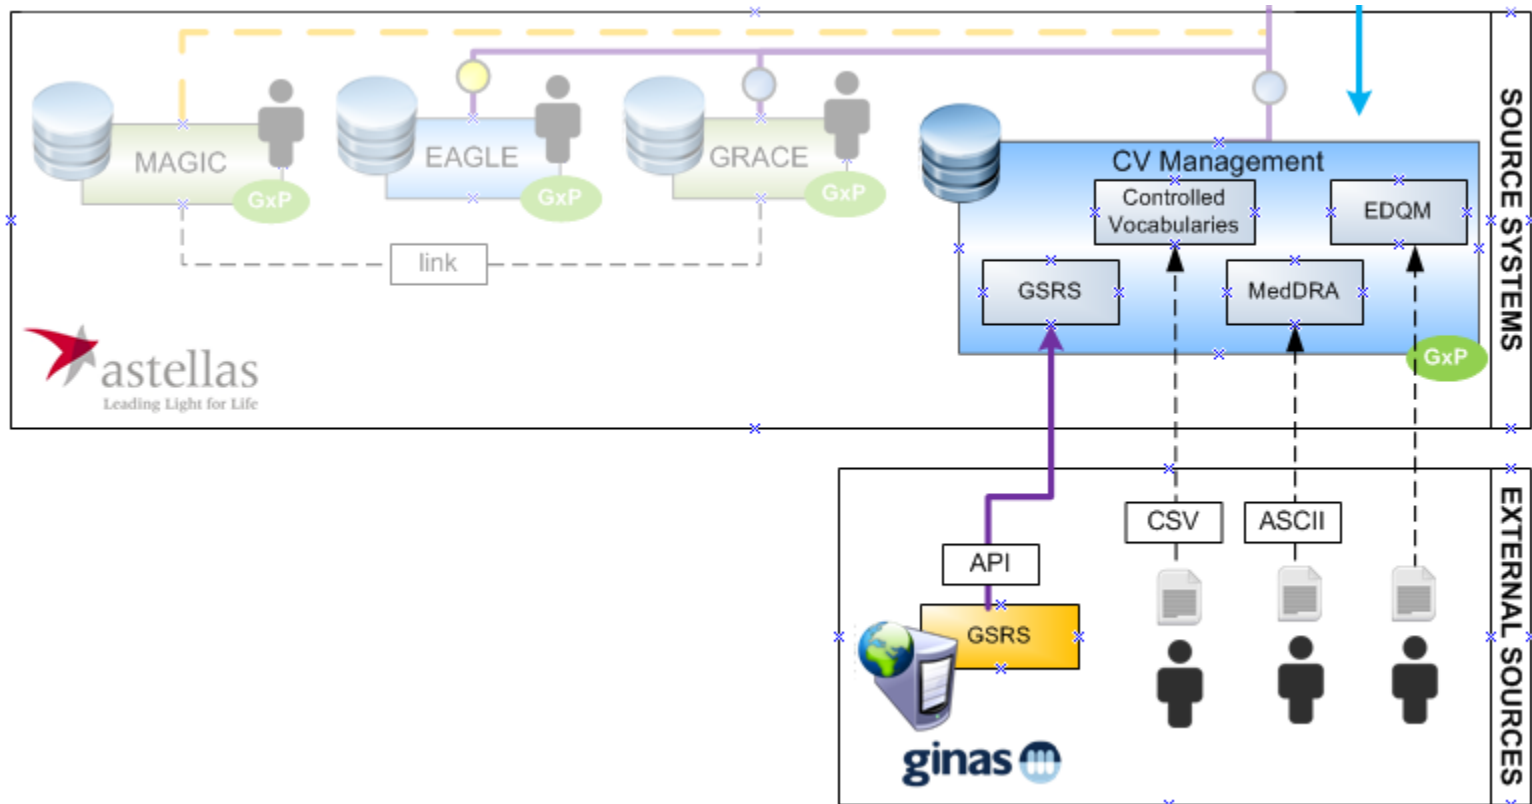 MAGIC
GxP
EAGLE
GxP
GRACE
GxP
link
astellas
Leading Light for Life
CV Management
Controlled
Vocabularies
EDQM
GSRS
MedDRA
GxP
SOURCE SYSTEMS
API
CSV
ASCII
GSRS
ginas
EXTERNAL SOURCES